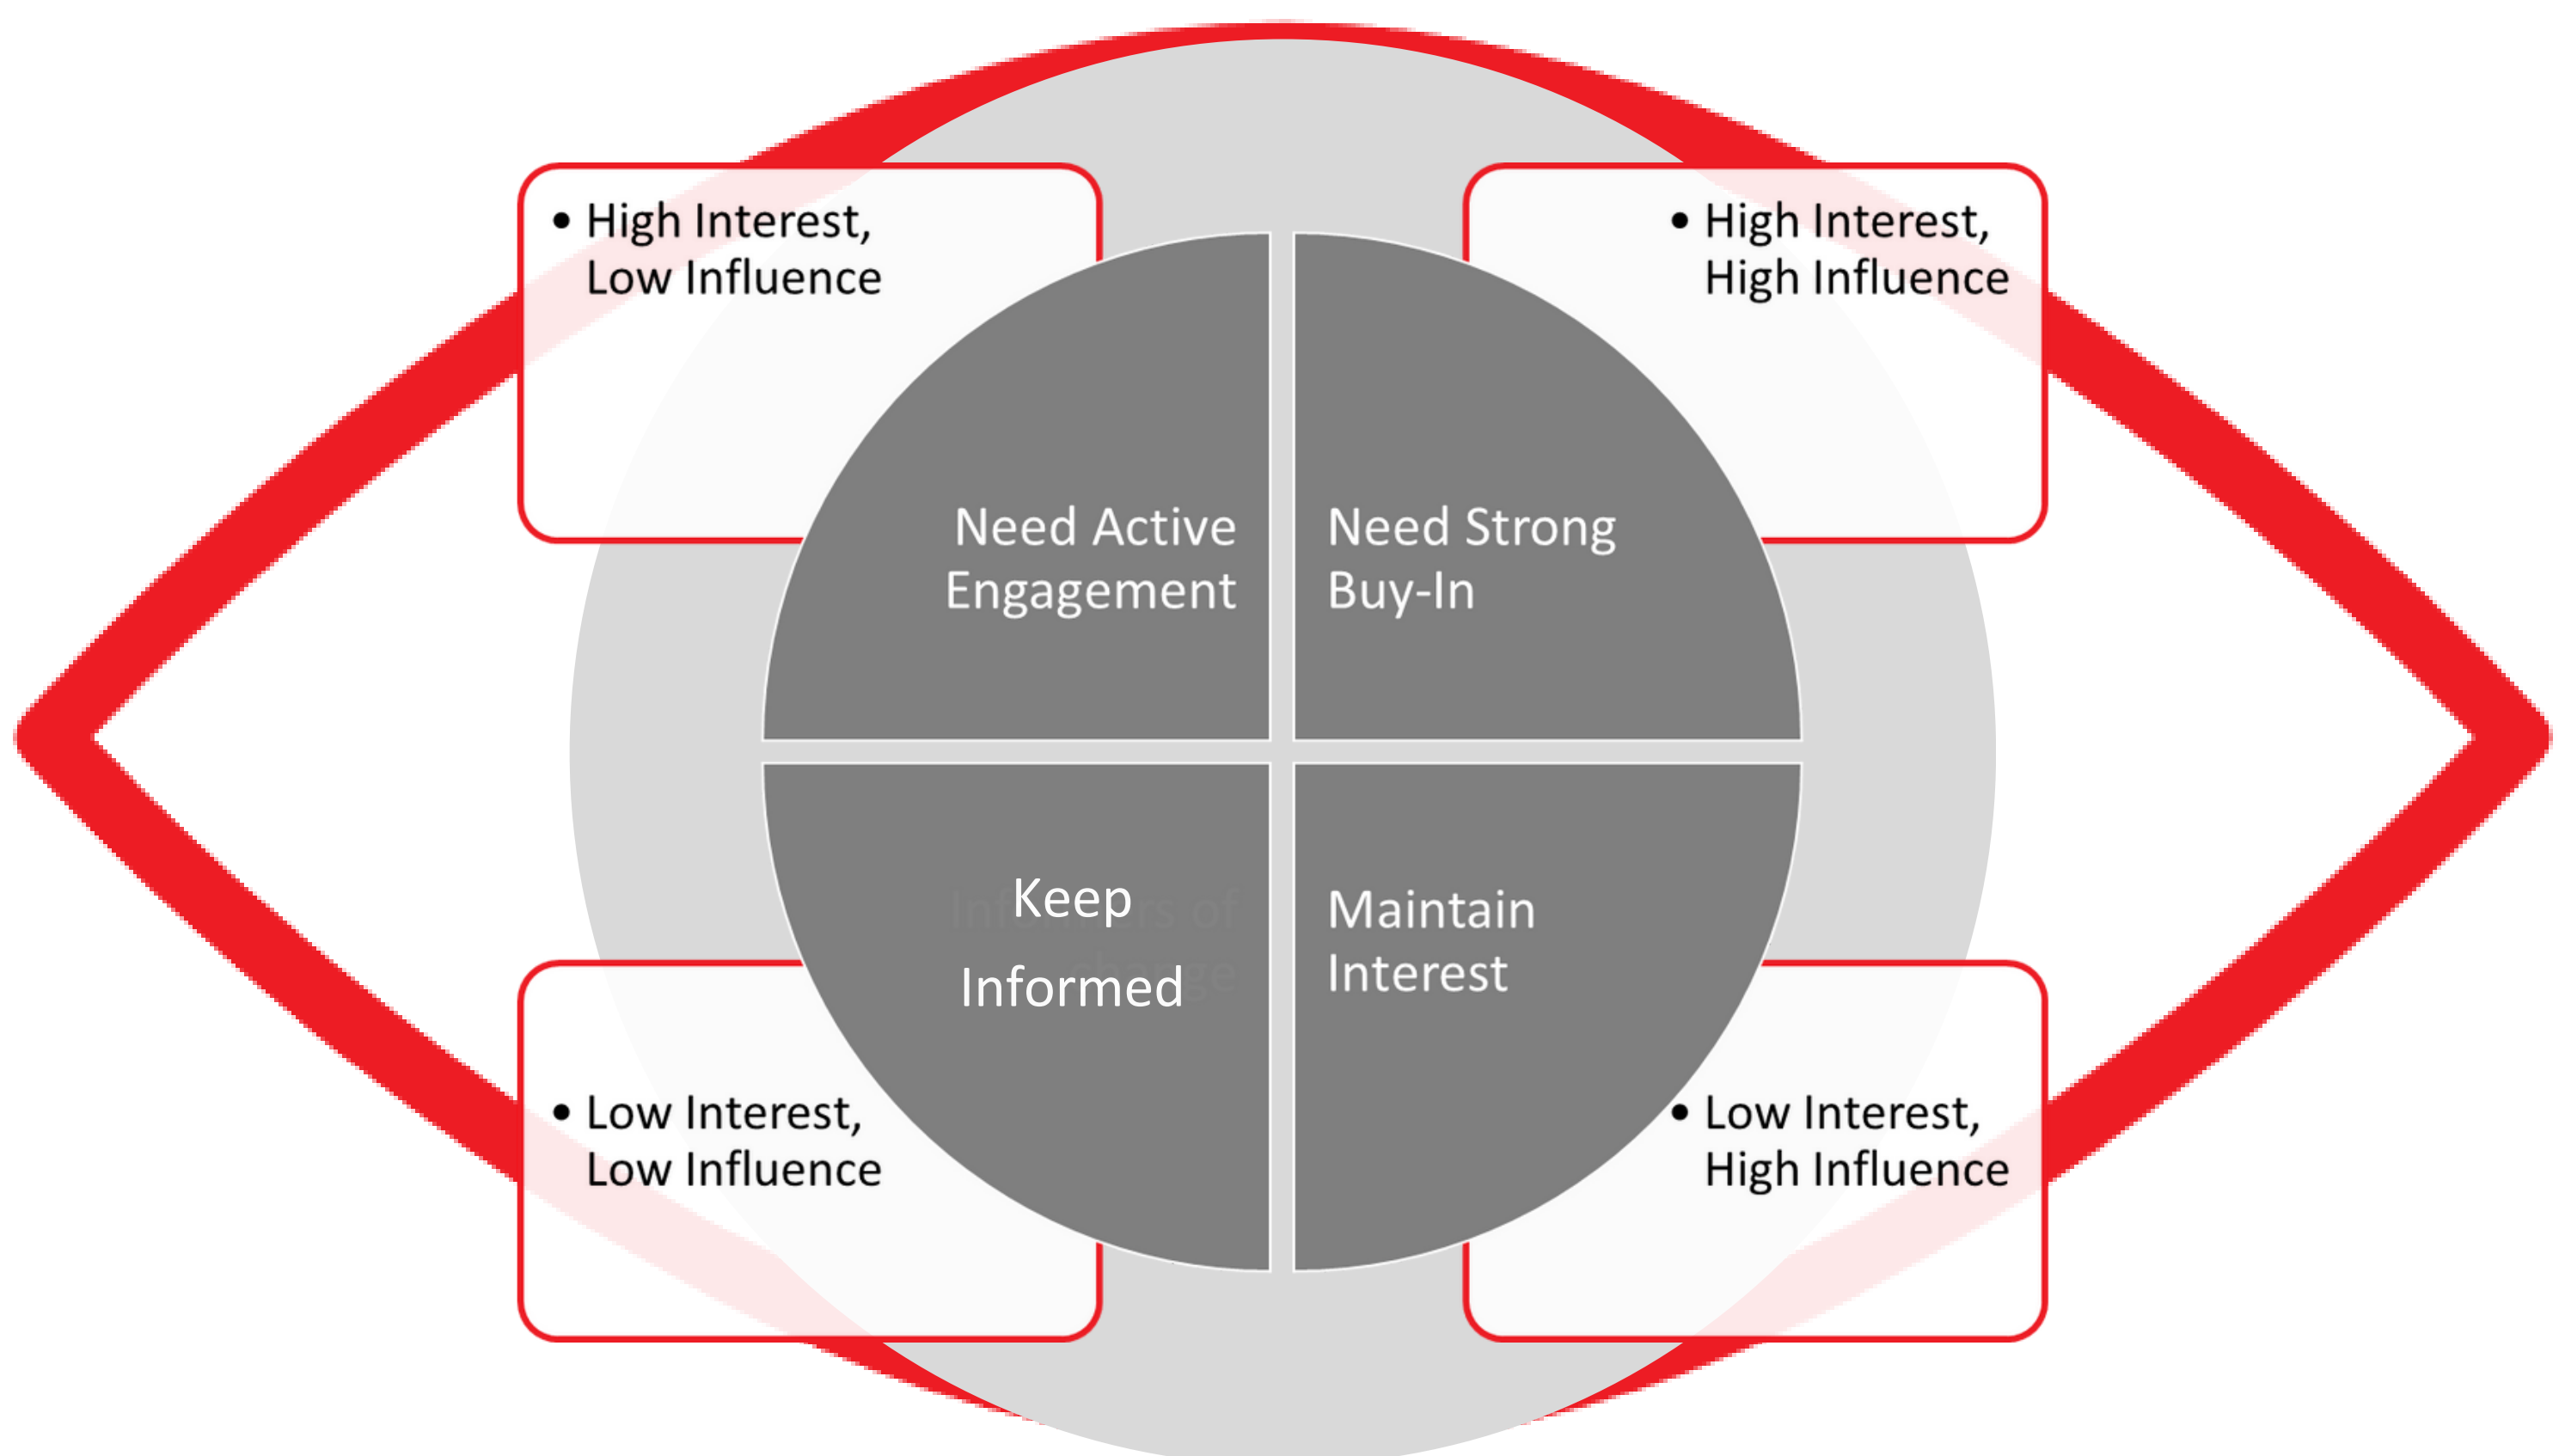 • High Interest,
Low Influence
• High Interest,
High Influence
Need Active
Engagement
Need Strong
Buy-In
Keep
Informed
Maintain
Interest
• Low Interest,
Low Influence
• Low Interest,
High Influence